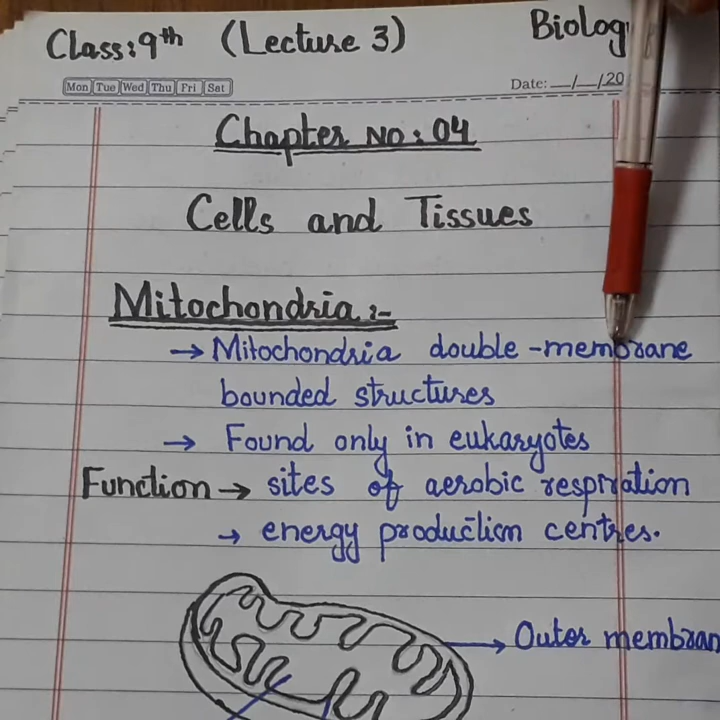 Class: 9th (Lecture 3) Biolog
Mon Tue Wed Thu Fri Sat
Date: __/__/20
Chapter No: 04
Cells and Tissues
Mitochondria :-
→ Mitochondria double-membrane
bounded structures
→ Found only in eukaryotes
Function → sites of aerobic respiration
→ energy production centres.
→ Outer membran